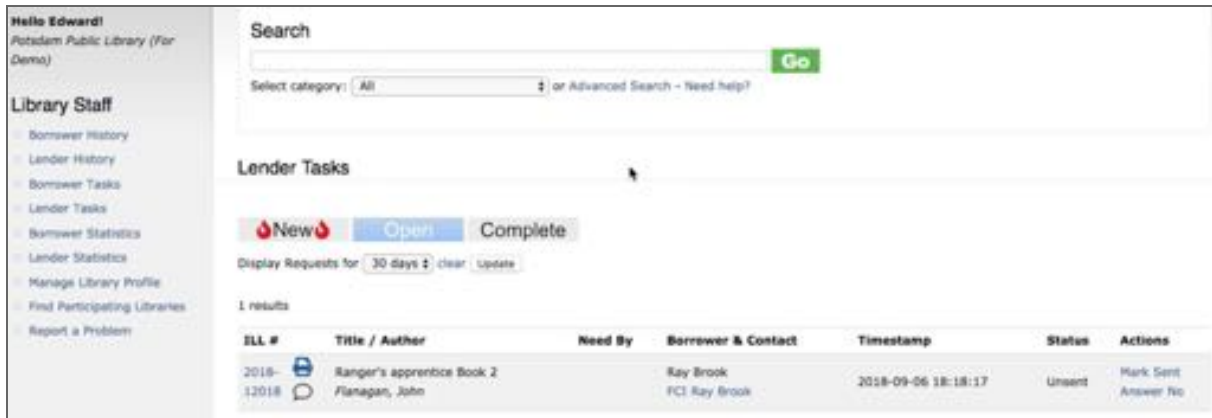 Hello Edward!
Potsdam Public Library (For
Demo)
Library Staff
Borrower History
Lender History
Borrower Tasks
Lender Tasks
Borrower Statistics
Lender Statistics
Manage Library Profile
Find Participating Libraries
Report a Problem
Search
Go
Select category: All or Advanced Search - Need help?
Lender Tasks
New Open Complete
Display Requests for 30 days clear Update
1 results
ILL # Title / Author Need By Borrower & Contact Timestamp Status Actions
2018- Ranger's apprentice Book 2 Ray Brook 2018-09-06 18:18:17 Unsent Mark Sent
12018 Flanagan, John FCI Ray Brook Answer No